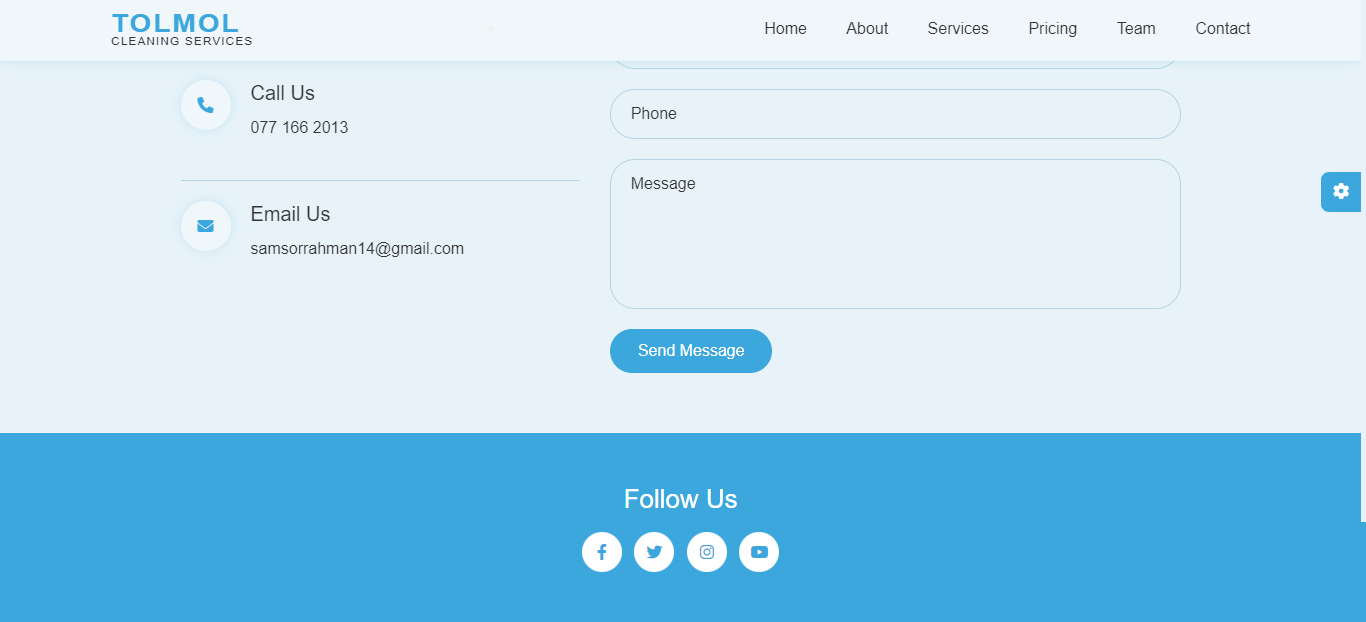 TOLMOL
CLEANING SERVICES
Home
About
Services
Pricing
Team
Contact
Call Us
077 166 2013
Email Us
samsorrahman14@gmail.com
Phone
Message
Send Message
Follow Us